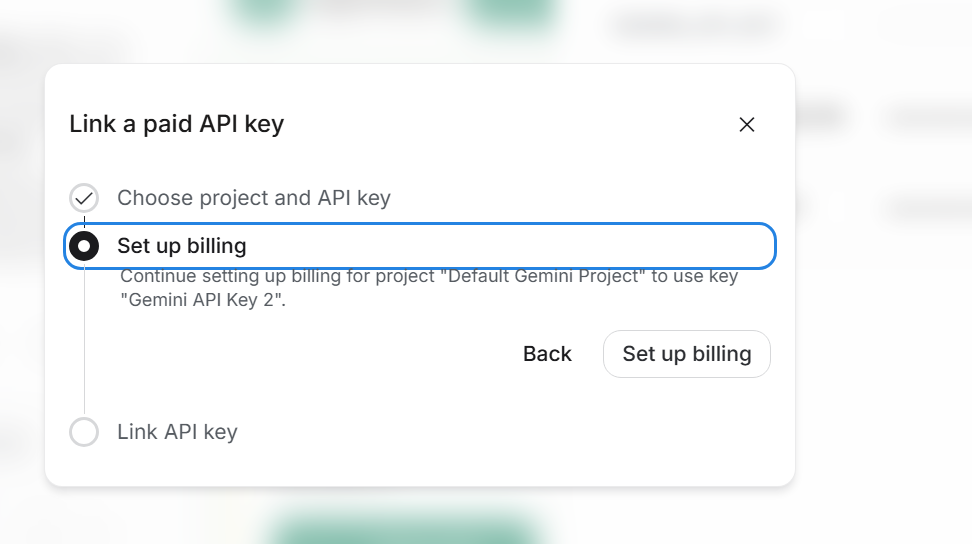 Link a paid API key
Choose project and API key
Set up billing
Continue setting up billing for project "Default Gemini Project" to use key
"Gemini API Key 2".
Back
Set up billing
Link API key